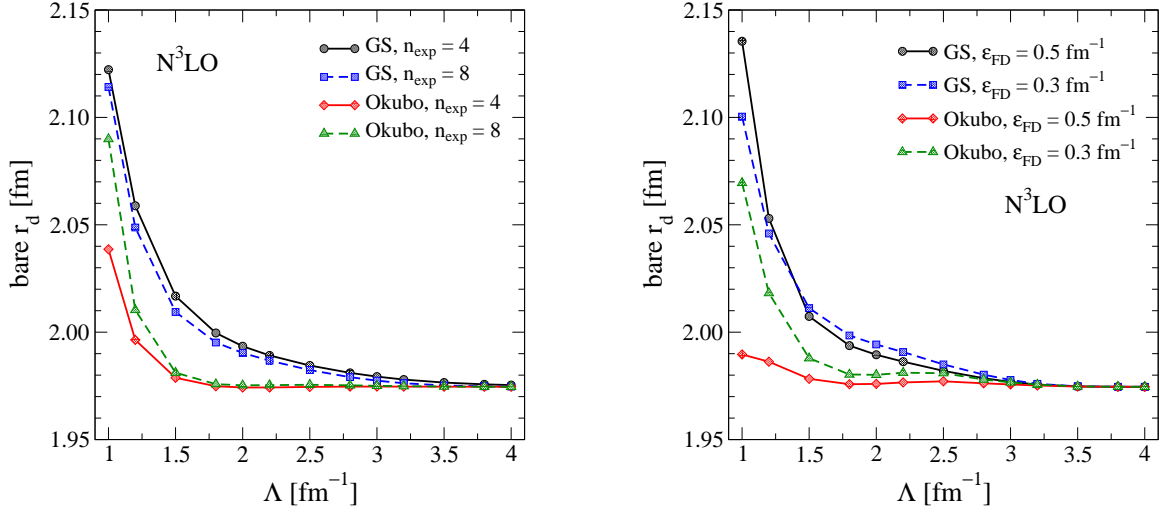 bare r_d [fm]
2.15
2.10
2.05
2.00
1.95
N³LO
GS, n_exp = 4
GS, n_exp = 8
Okubo, n_exp = 4
Okubo, n_exp = 8
1 1.5 2 2.5 3 3.5 4
Λ [fm⁻¹]
bare r_d [fm]
2.15
2.10
2.05
2.00
1.95
GS, ε_FD = 0.5 fm⁻¹
GS, ε_FD = 0.3 fm⁻¹
Okubo, ε_FD = 0.5 fm⁻¹
Okubo, ε_FD = 0.3 fm⁻¹
N³LO
1 1.5 2 2.5 3 3.5 4
Λ [fm⁻¹]